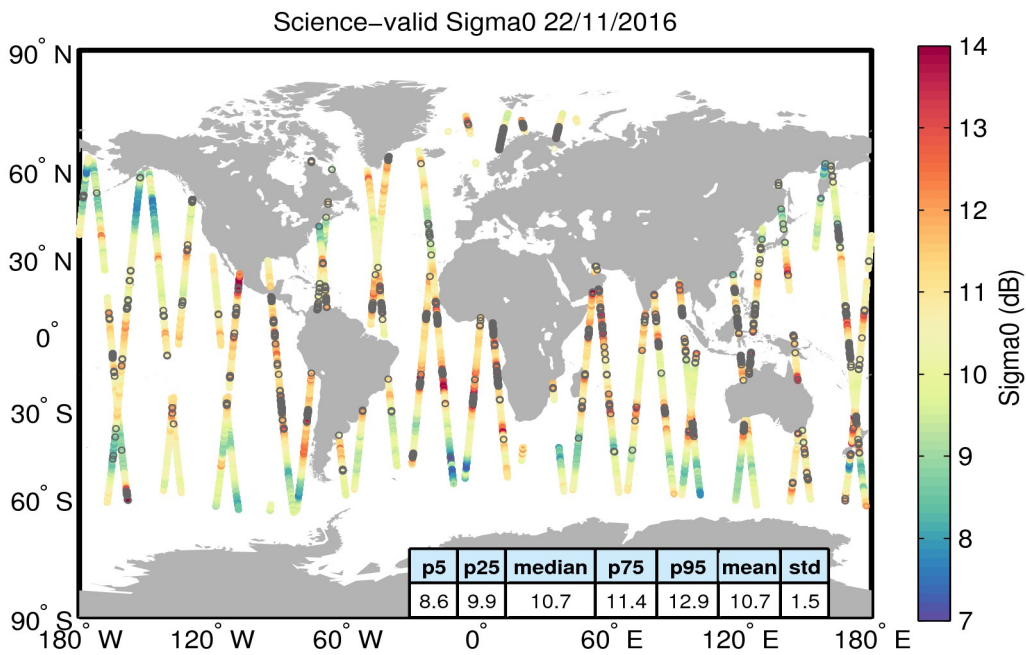 Science−valid Sigma0 22/11/2016
90° N
60° N
30° N
0°
30° S
60° S
90° S
180° W
120° W
60° W
0°
60° E
120° E
180° E
14
13
12
11
10
9
8
7
Sigma0 (dB)
p5 p25 median p75 p95 mean std
8.6 9.9 10.7 11.4 12.9 10.7 1.5